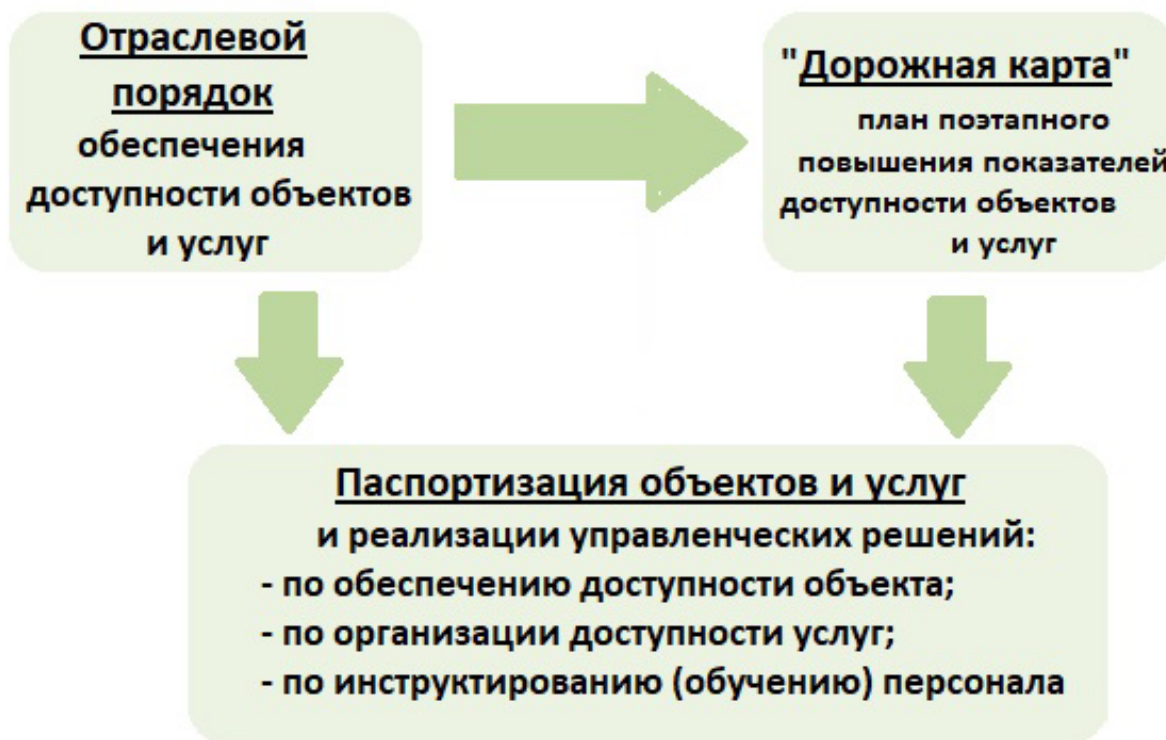 Отраслевой
порядок
обеспечения
доступности объектов
и услуг
"Дорожная карта"
план поэтапного
повышения показателей
доступности объектов
и услуг
Паспортизация объектов и услуг
и реализации управленческих решений:
- по обеспечению доступности объекта;
- по организации доступности услуг;
- по инструктированию (обучению) персонала